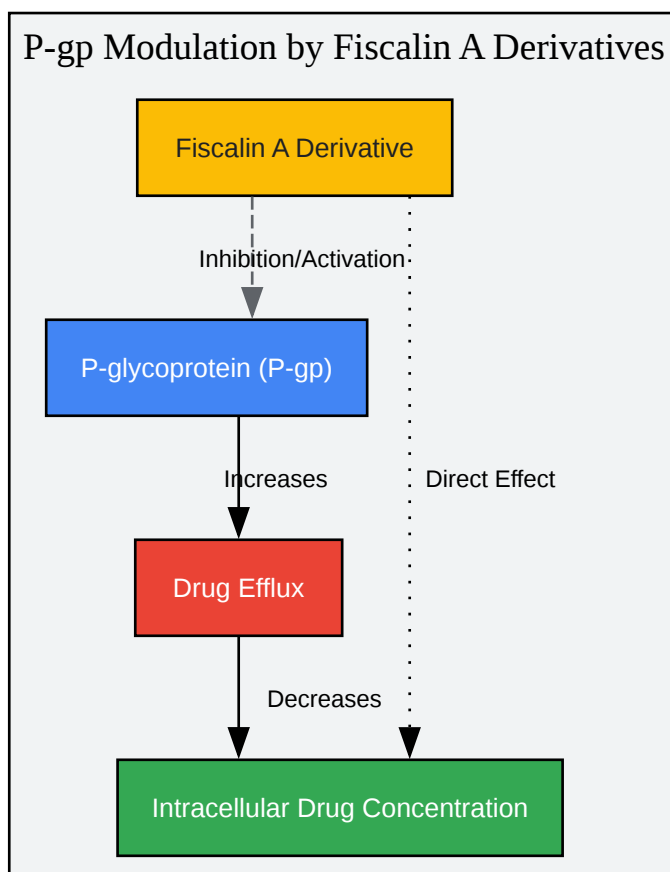 P-gp Modulation by Fiscalin A Derivatives
Fiscalin A Derivative
Inhibition/Activation
P-glycoprotein (P-gp)
Increases
Direct Effect
Drug Efflux
Decreases
Intracellular Drug Concentration